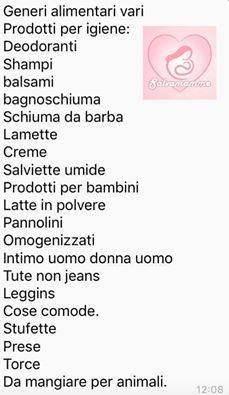 Generi alimentari vari
Prodotti per igiene:
Deodoranti
Shampi
balsami
bagnoschiuma
Schiuma da barba
Lamette
Creme
Salviette umide
Prodotti per bambini
Latte in polvere
Pannolini
Omogenizzati
Intimo uomo donna uomo
Tute non jeans
Leggins
Cose comode.
Stufette
Prese
Torce
Da mangiare per animali.
12:08
Salvamamme